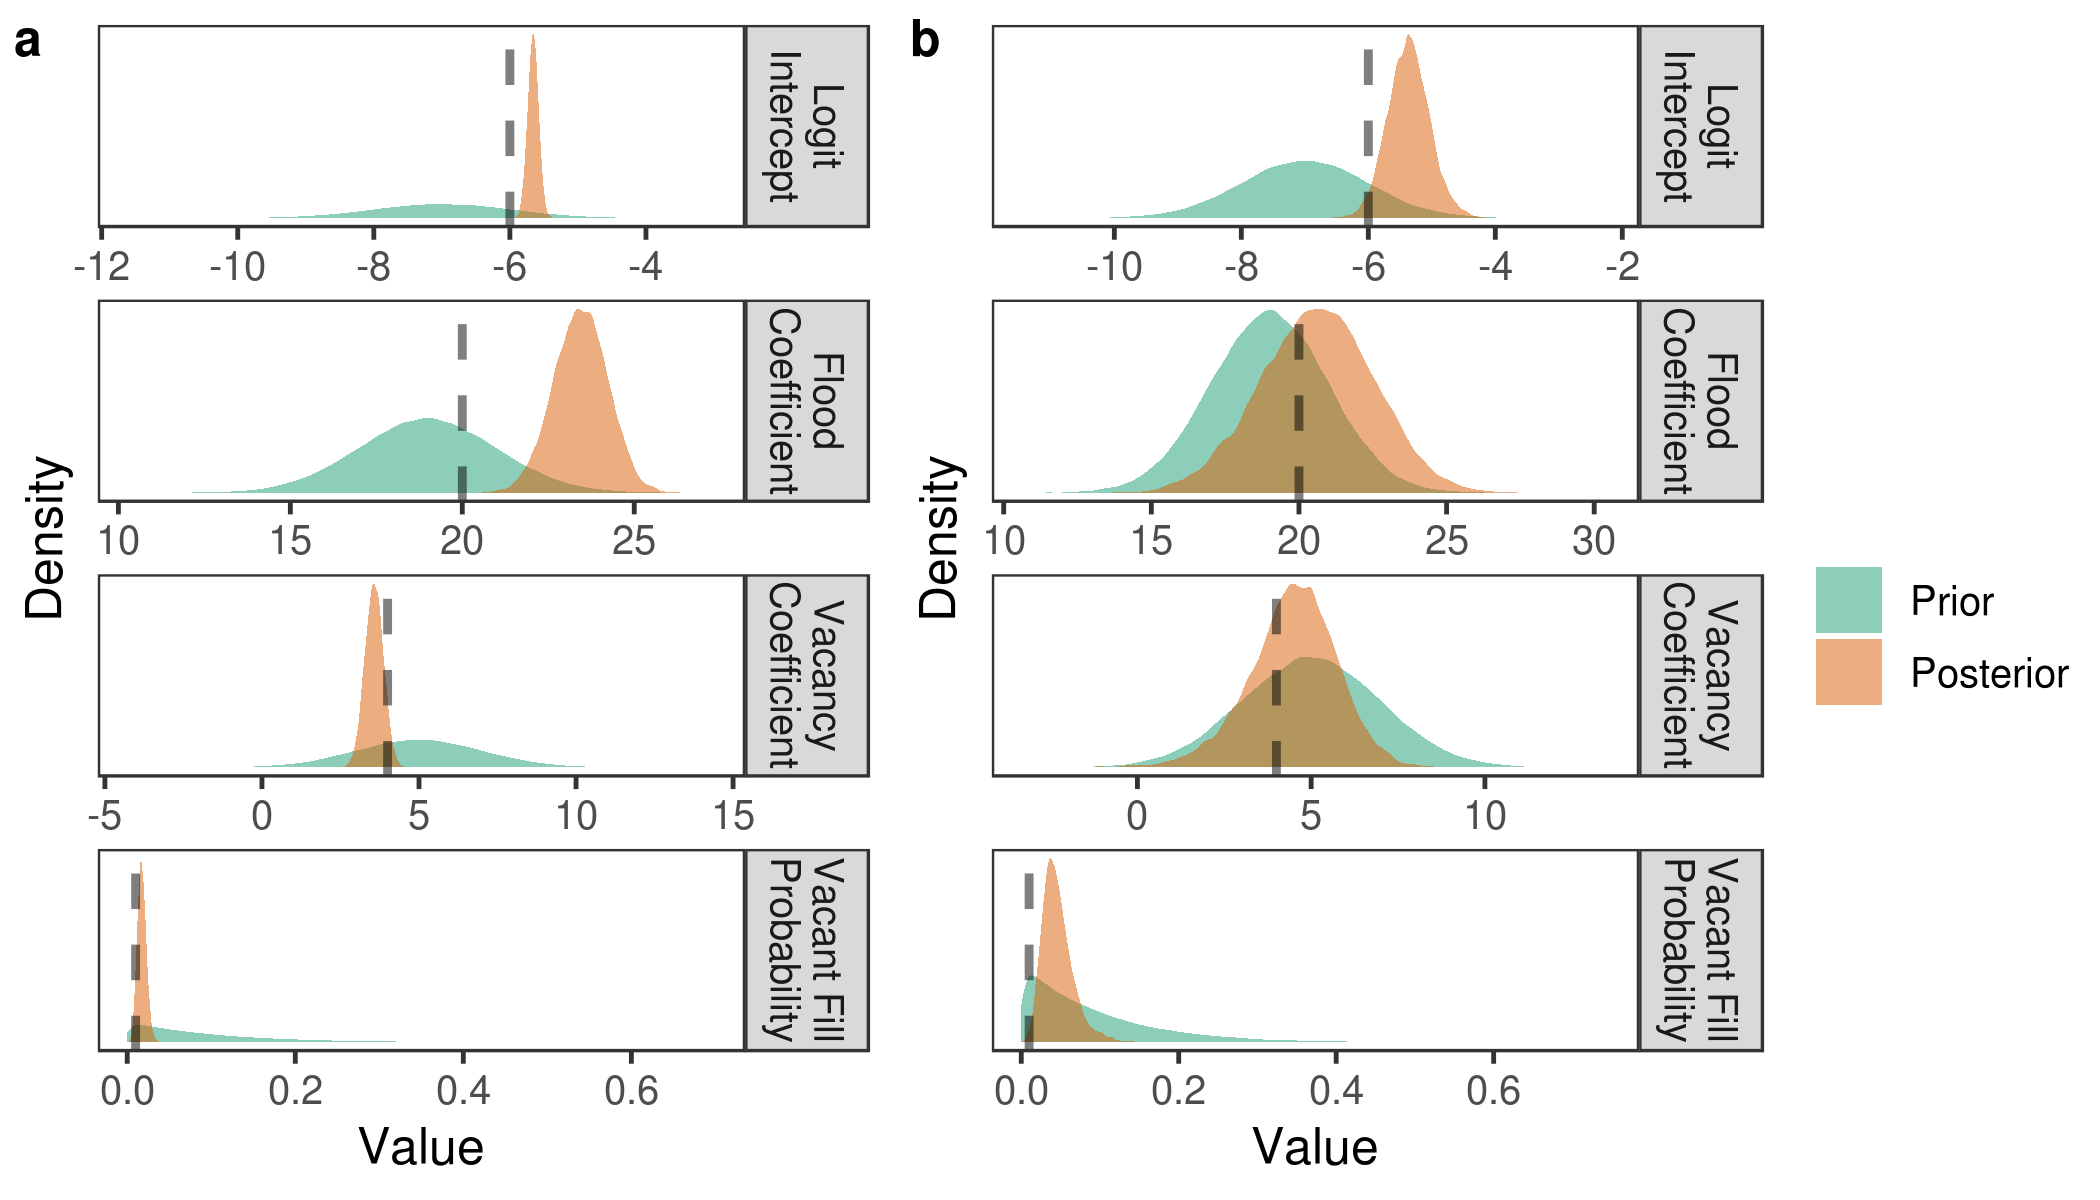 a
Logit
Intercept
-12 -10 -8 -6 -4
Flood
Coefficient
10 15 20 25
Vacancy
Coefficient
-5 0 5 10 15
Vacant Fill
Probability
0.0 0.2 0.4 0.6
Density
Value
b
Logit
Intercept
-10 -8 -6 -4 -2
Flood
Coefficient
10 15 20 25 30
Vacancy
Coefficient
0 5 10
Vacant Fill
Probability
0.0 0.2 0.4 0.6
Density
Value
Prior
Posterior